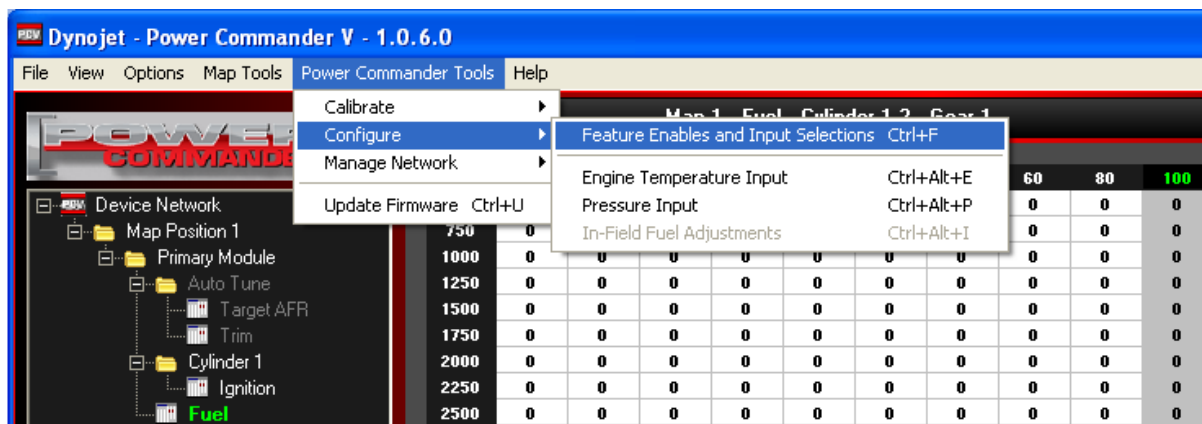 PCV Dynojet - Power Commander V - 1.0.6.0
File View Options Map Tools Power Commander Tools Help
Calibrate
Configure
Manage Network
Update Firmware Ctrl+U
Feature Enables and Input Selections Ctrl+F
Engine Temperature Input Ctrl+Alt+E
Pressure Input Ctrl+Alt+P
In-Field Fuel Adjustments Ctrl+Alt+I
60 80 100
0 0 0
Device Network
Map Position 1
Primary Module
Auto Tune
Target AFR
Trim
Cylinder 1
Ignition
Fuel
750 0 0 0 0
1000 0 0 0 0 0 0 0 0
1250 0 0 0 0 0 0 0 0
1500 0 0 0 0 0 0 0 0
1750 0 0 0 0 0 0 0 0
2000 0 0 0 0 0 0 0 0
2250 0 0 0 0 0 0 0 0
2500 0 0 0 0 0 0 0 0